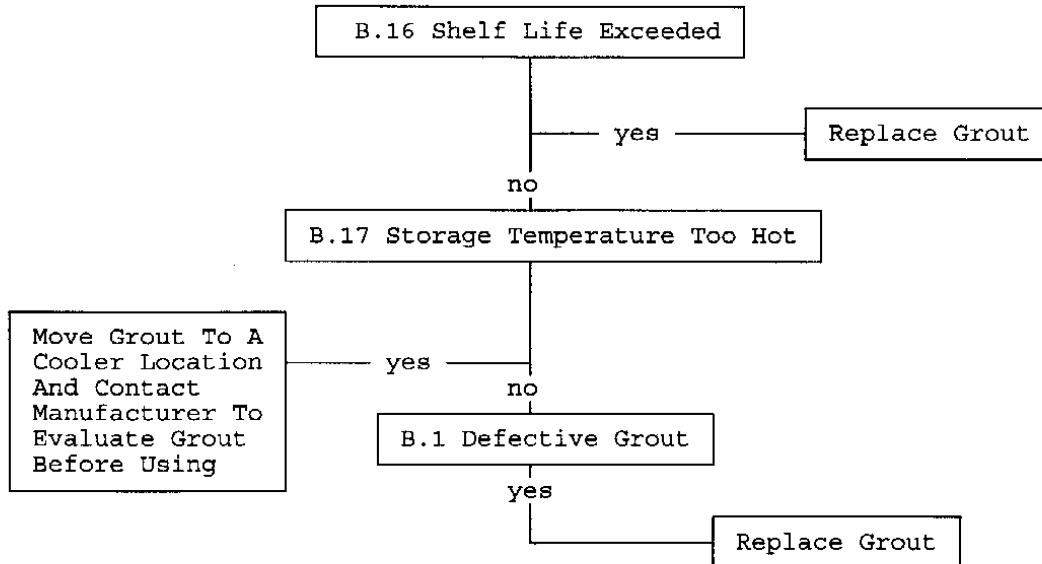 B.16 Shelf Life Exceeded
yes
Replace Grout
no
B.17 Storage Temperature Too Hot
Move Grout To A
Cooler Location
And Contact
Manufacturer To
Evaluate Grout
Before Using
yes
no
B.1 Defective Grout
yes
Replace Grout